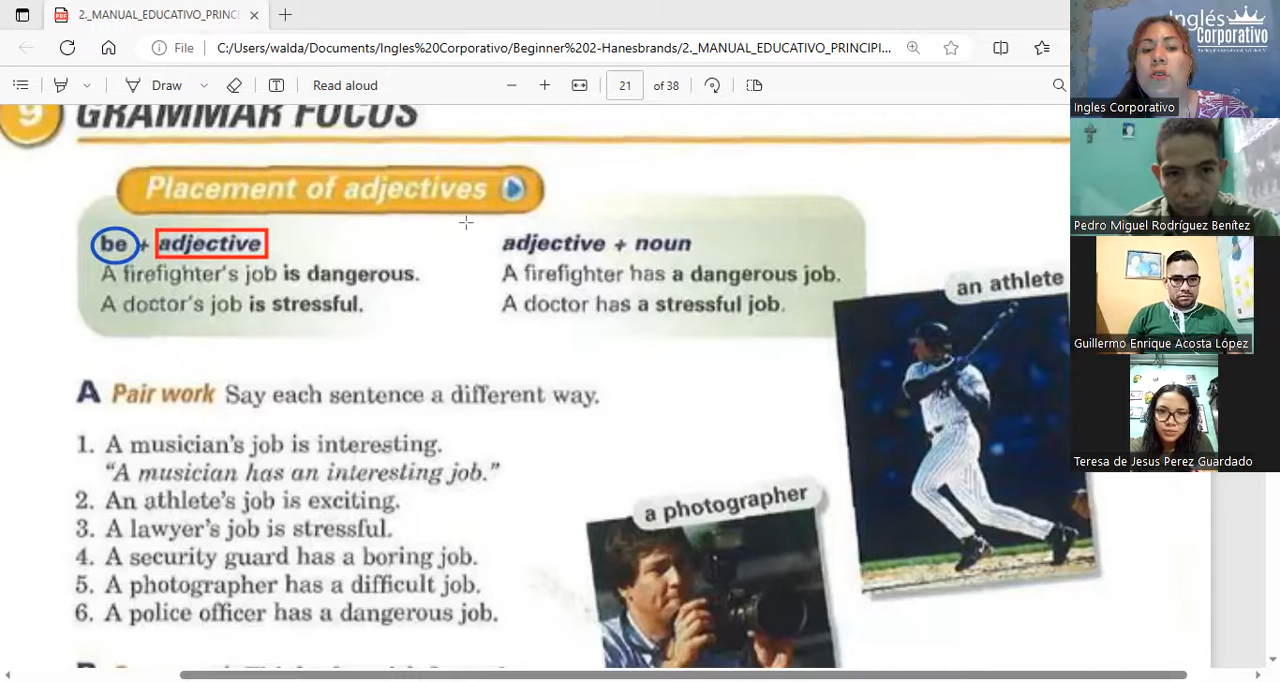 2._MANUAL_EDUCATIVO_PRINCI
File
C:/Users/walda/Documents/Ingles%20Corporativo/Beginner%202-Hanesbrands/2._MANUAL_EDUCATIVO_PRINCIPI...
Draw
Read aloud
21
of 38
9 GRAMMAR FOCUS
Placement of adjectives
be + adjective
A firefighter's job is dangerous.
A doctor's job is stressful.
adjective + noun
A firefighter has a dangerous job.
A doctor has a stressful job.
A Pair work Say each sentence a different way.
1. A musician's job is interesting.
"A musician has an interesting job."
2. An athlete's job is exciting.
3. A lawyer's job is stressful.
4. A security guard has a boring job.
5. A photographer has a difficult job.
6. A police officer has a dangerous job.
an athlete
a photographer
Inglés
Corporativo
Ingles Corporativo
Pedro Miguel Rodríguez Benítez
Guillermo Enrique Acosta López
Teresa de Jesus Perez Guardado